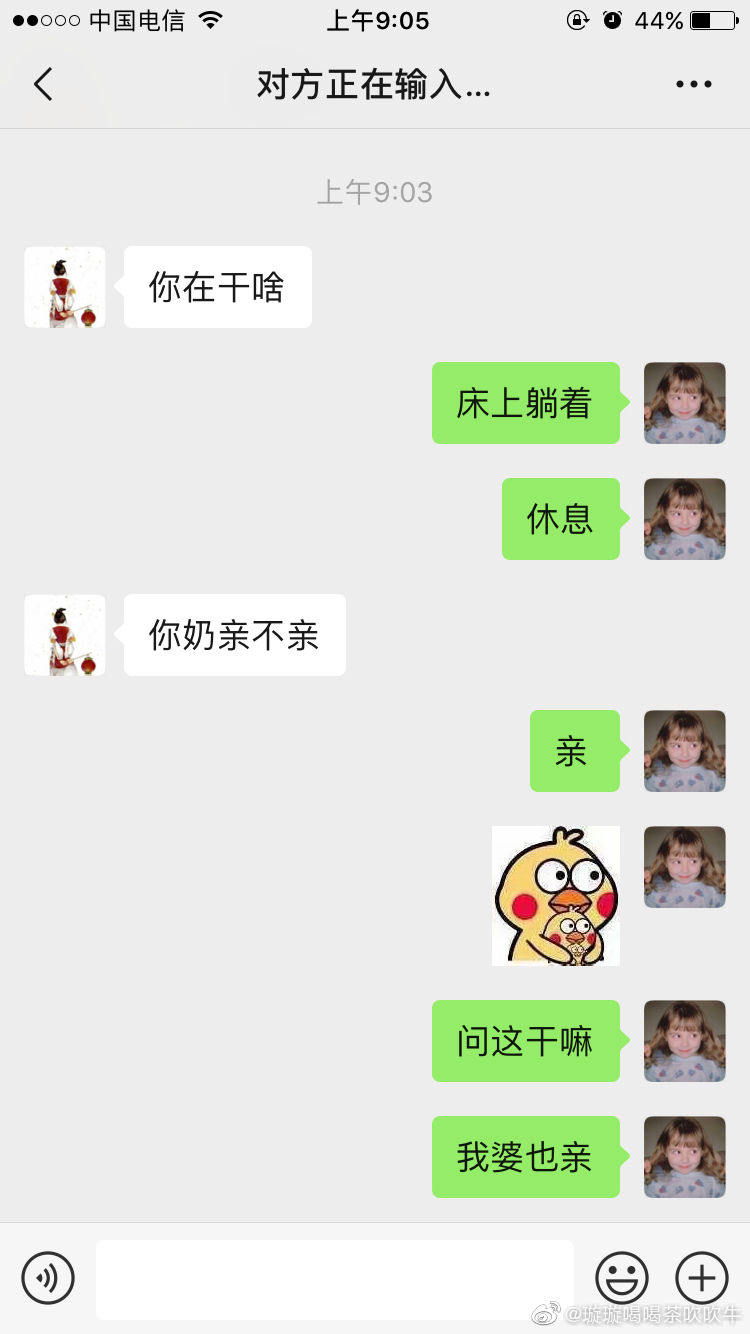 中国电信 上午9:05 44%
对方正在输入...
上午9:03
你在干啥
床上躺着
休息
你奶亲不亲
亲
问这干嘛
我婆也亲
@璇璇喝喝茶吹吹牛